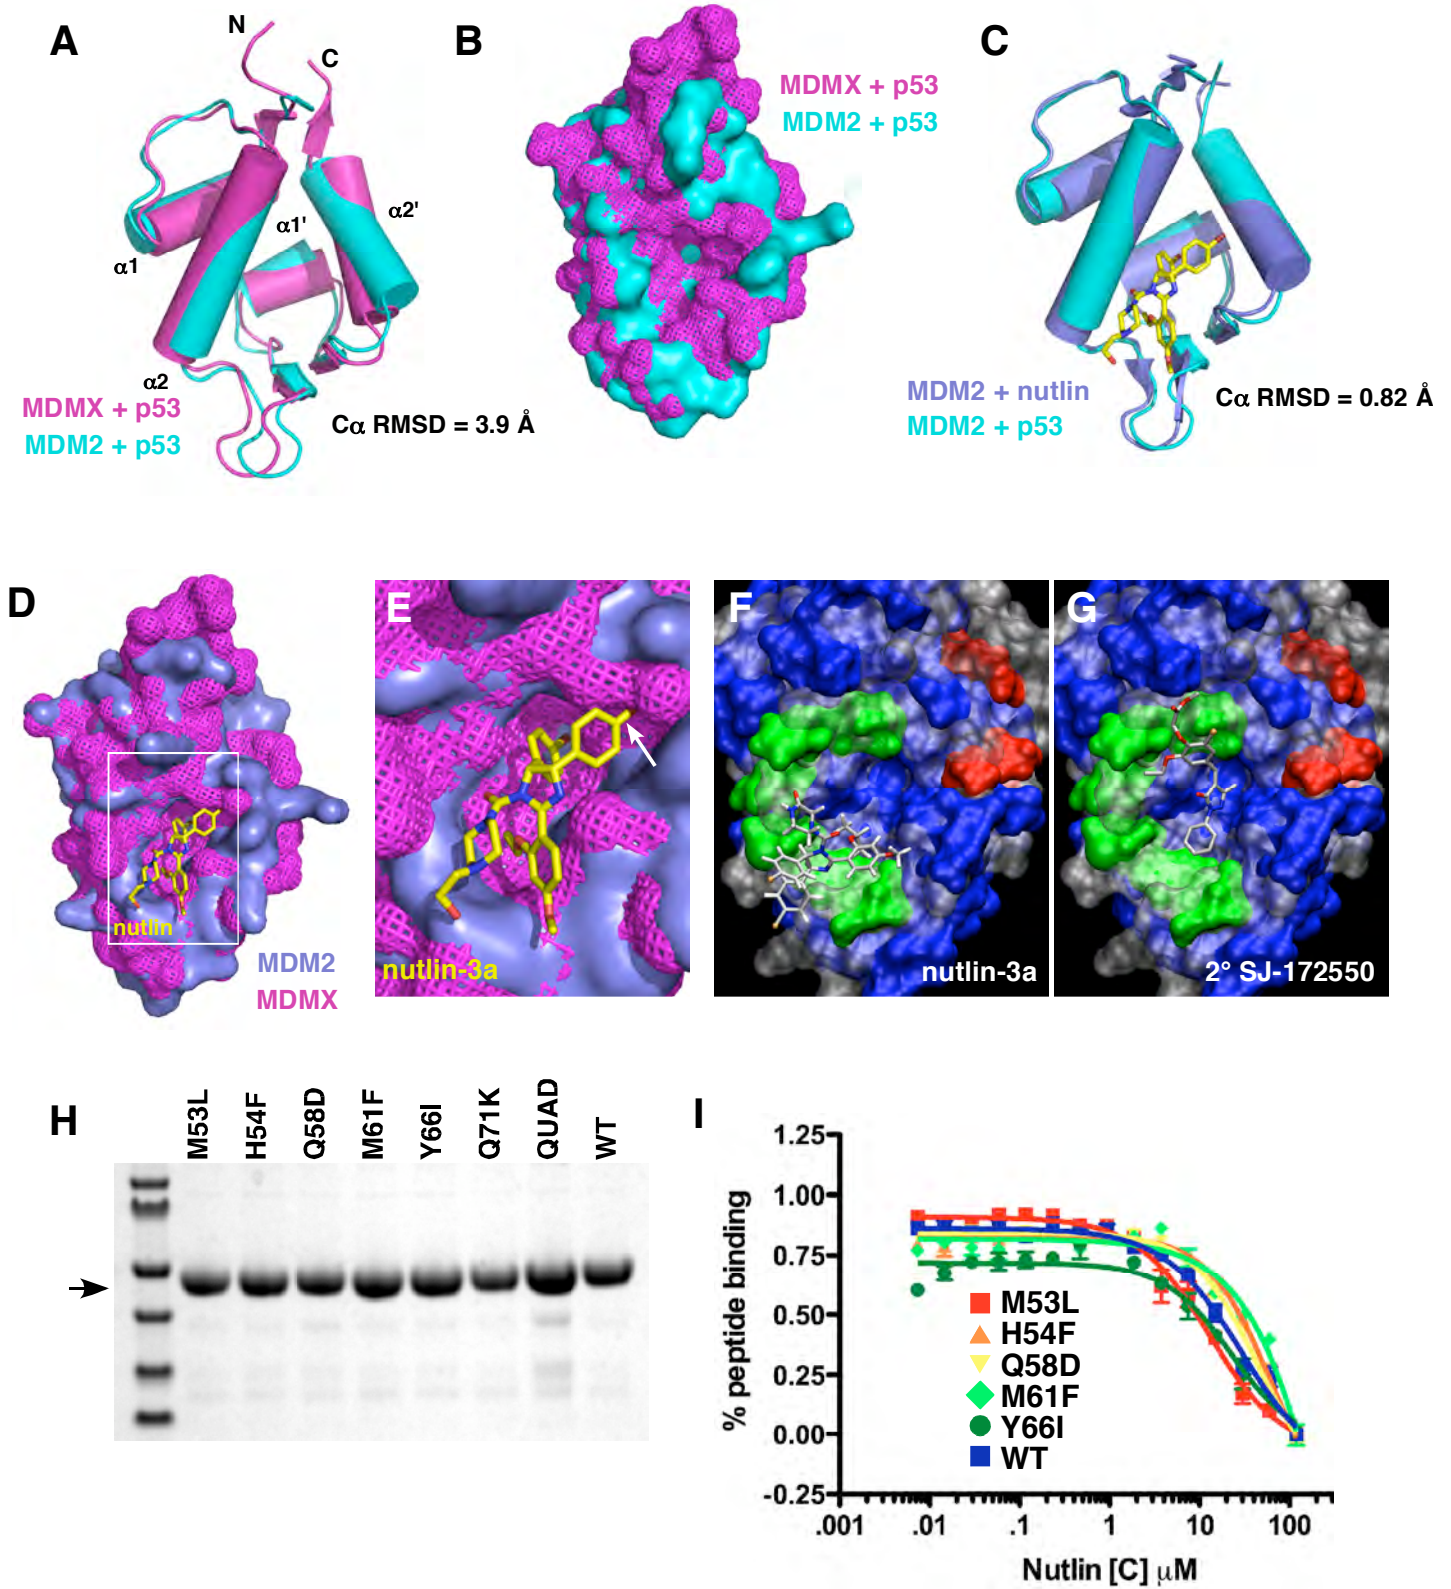 A
N
C
α1
α1'
α2'
α2
MDMX + p53
MDM2 + p53
Cα RMSD = 3.9 Å
B
MDMX + p53
MDM2 + p53
C
MDM2 + nutlin
MDM2 + p53
Cα RMSD = 0.82 Å
D
nutlin
MDM2
MDMX
E
nutlin-3a
F
nutlin-3a
G
2° SJ-172550
H
M53L
H54F
Q58D
M61F
Y66I
Q71K
QUAD
WT
I
% peptide binding
1.25
1.00
0.75
0.50
0.25
0.00
-0.25
M53L
H54F
Q58D
M61F
Y66I
WT
.001 .01 .1 1 10 100
Nutlin [C] μM